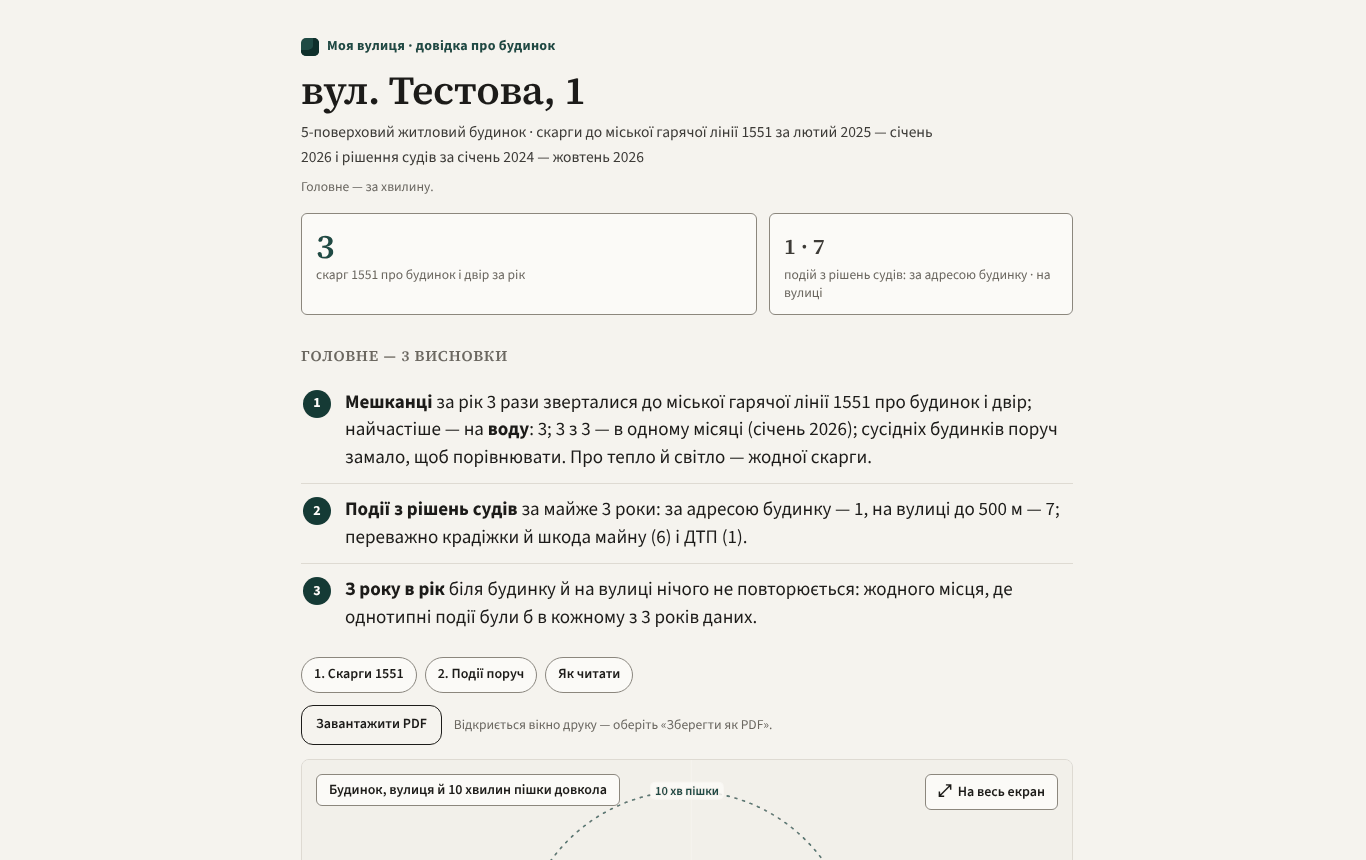 Моя вулиця · довідка про будинок
вул. Тестова, 1
5-поверховий житловий будинок · скарги до міської гарячої лінії 1551 за лютий 2025 — січень
2026 і рішення судів за січень 2024 — жовтень 2026
Головне — за хвилину.
3
скарг 1551 про будинок і двір за рік
1 · 7
подій з рішень судів: за адресою будинку · на
вулиці
ГОЛОВНЕ — 3 ВИСНОВКИ
1
Мешканці за рік 3 рази зверталися до міської гарячої лінії 1551 про будинок і двір;
найчастіше — на воду: 3; 3 з 3 — в одному місяці (січень 2026); сусідніх будинків поруч
замало, щоб порівнювати. Про тепло й світло — жодної скарги.
2
Події з рішень судів за майже 3 роки: за адресою будинку — 1, на вулиці до 500 м — 7;
переважно крадіжки й шкода майну (6) і ДТП (1).
3
З року в рік біля будинку й на вулиці нічого не повторюється: жодного місця, де
однотипні події були б в кожному з 3 років даних.
1. Скарги 1551
2. Події поруч
Як читати
Завантажити PDF
Відкриється вікно друку — оберіть «Зберегти як PDF».
Будинок, вулиця й 10 хвилин пішки довкола
10 хв пішки
На весь екран